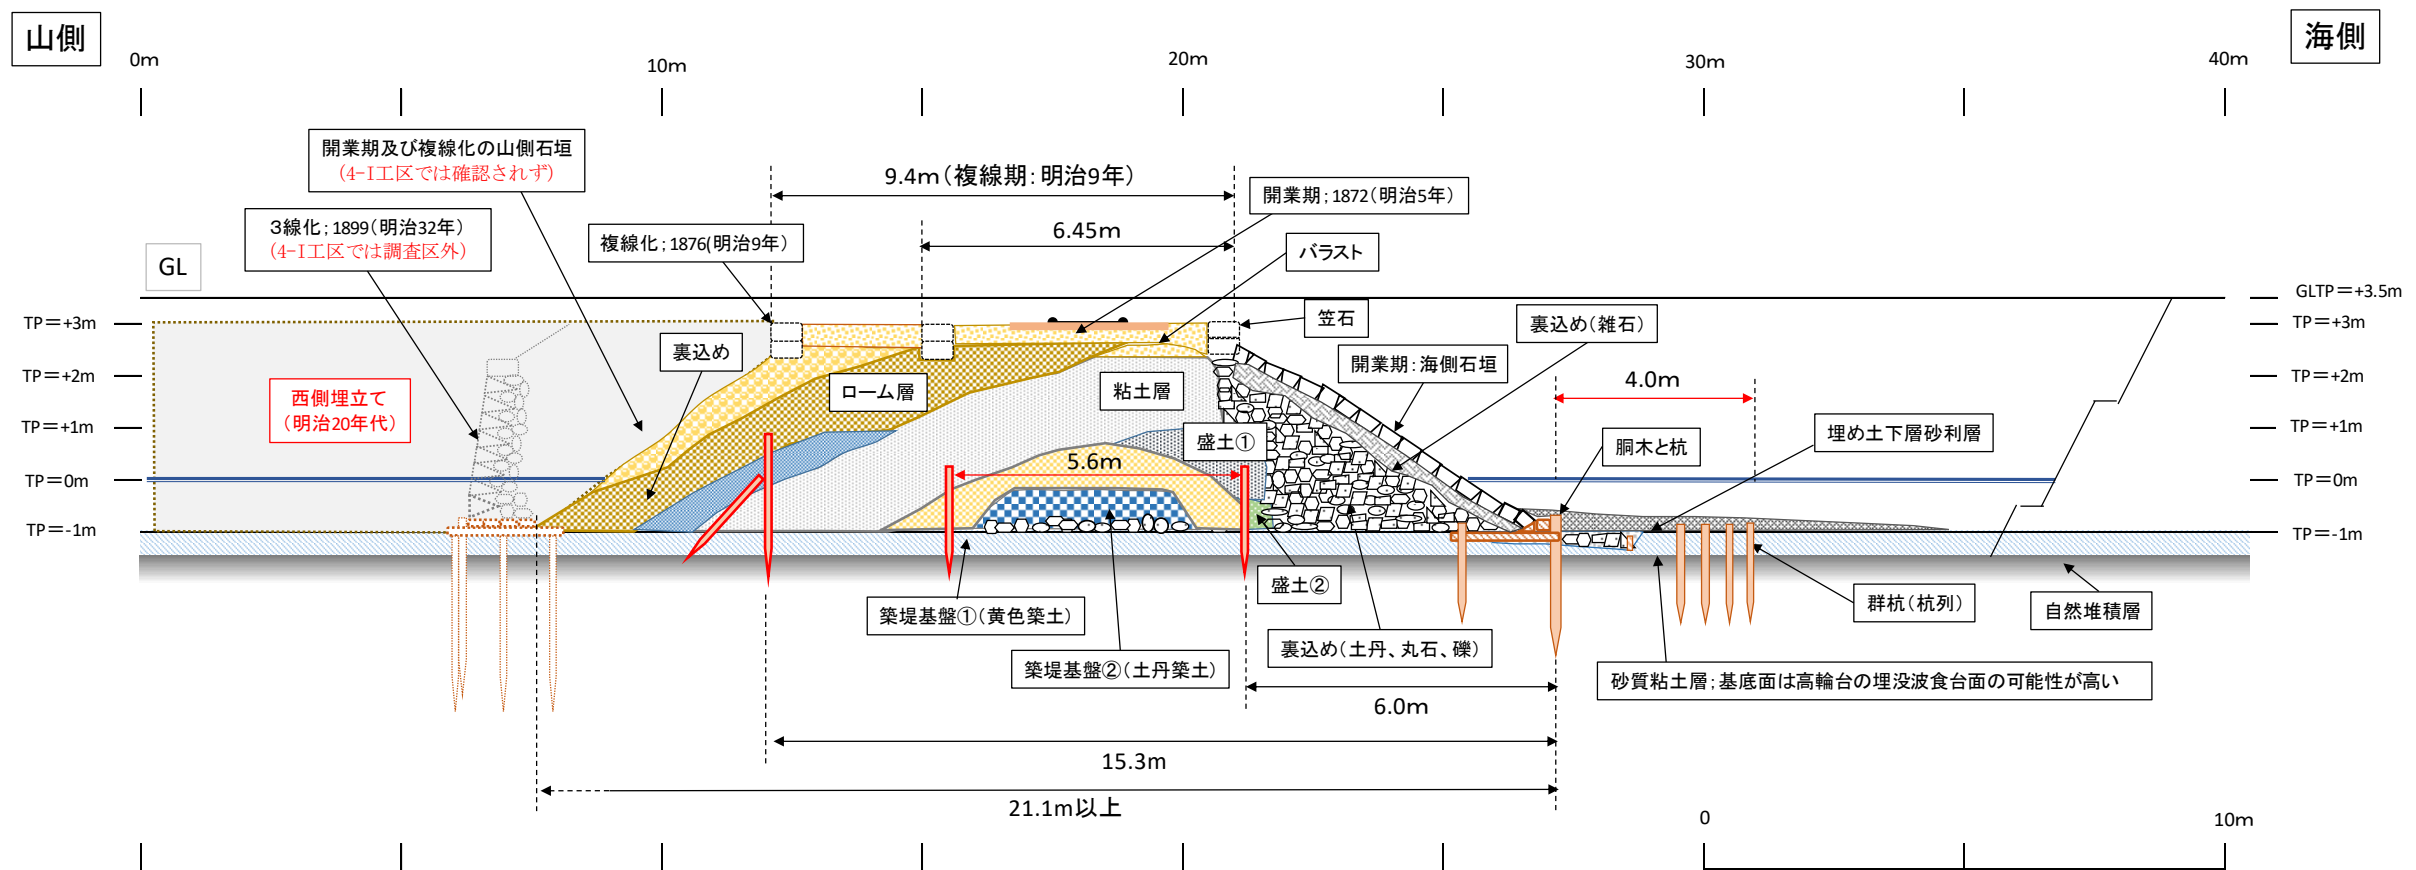 山側
海側
0m
10m
20m
30m
40m
開業期及び複線化の山側石垣
(4-I工区では確認されず)
9.4m(複線期:明治9年)
開業期;1872(明治5年)
3線化;1899(明治32年)
(4-I工区では調査区外)
複線化;1876(明治9年)
6.45m
バラスト
GL
GLTP=+3.5m
TP=+3m
笠石
裏込め(雑石)
TP=+3m
裏込め
開業期:海側石垣
TP=+2m
ローム層
粘土層
4.0m
TP=+2m
西側埋立て
(明治20年代)
TP=+1m
盛土①
胴木と杭
埋め土下層砂利層
TP=+1m
5.6m
TP=0m
TP=0m
TP=-1m
TP=-1m
盛土②
築堤基盤①(黄色築土)
群杭(杭列)
自然堆積層
裏込め(土丹、丸石、礫)
築堤基盤②(土丹築土)
砂質粘土層;基底面は高輪台の埋没波食台面の可能性が高い
6.0m
15.3m
21.1m以上
0
10m